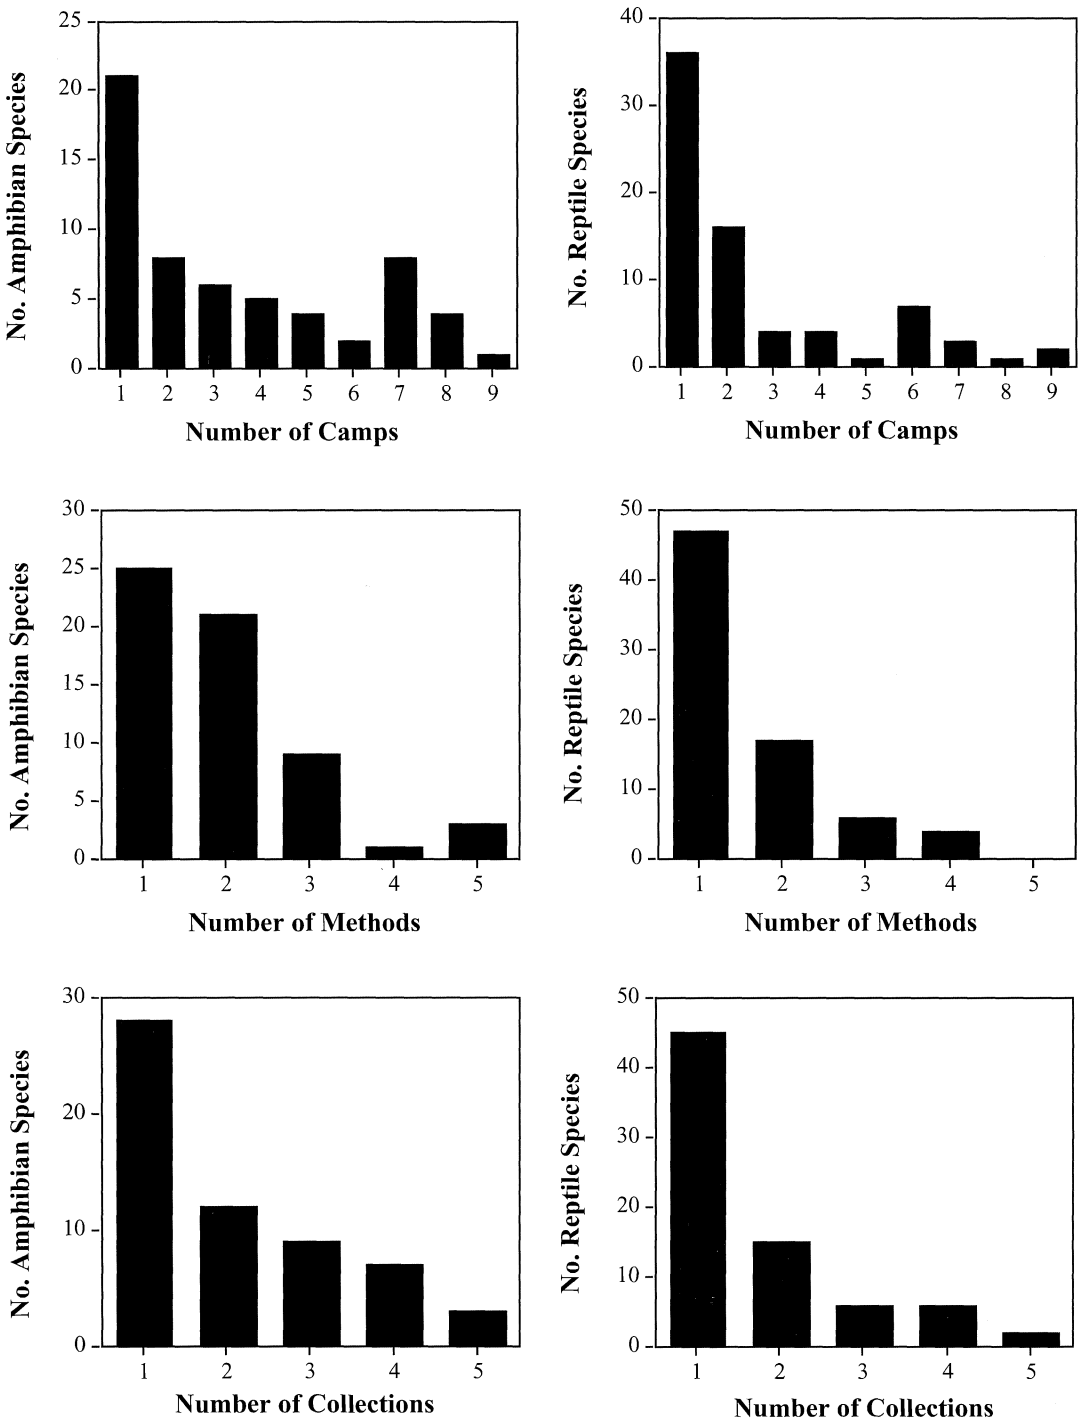 No. Amphibian Species
25
20
15
10
5
0
1 2 3 4 5 6 7 8 9
Number of Camps
No. Reptile Species
40
30
20
10
0
1 2 3 4 5 6 7 8 9
Number of Camps
No. Amphibian Species
30
25
20
15
10
5
0
1 2 3 4 5
Number of Methods
No. Reptile Species
50
40
30
20
10
0
1 2 3 4 5
Number of Methods
No. Amphibian Species
30
20
10
0
1 2 3 4 5
Number of Collections
No. Reptile Species
50
40
30
20
10
0
1 2 3 4 5
Number of Collections